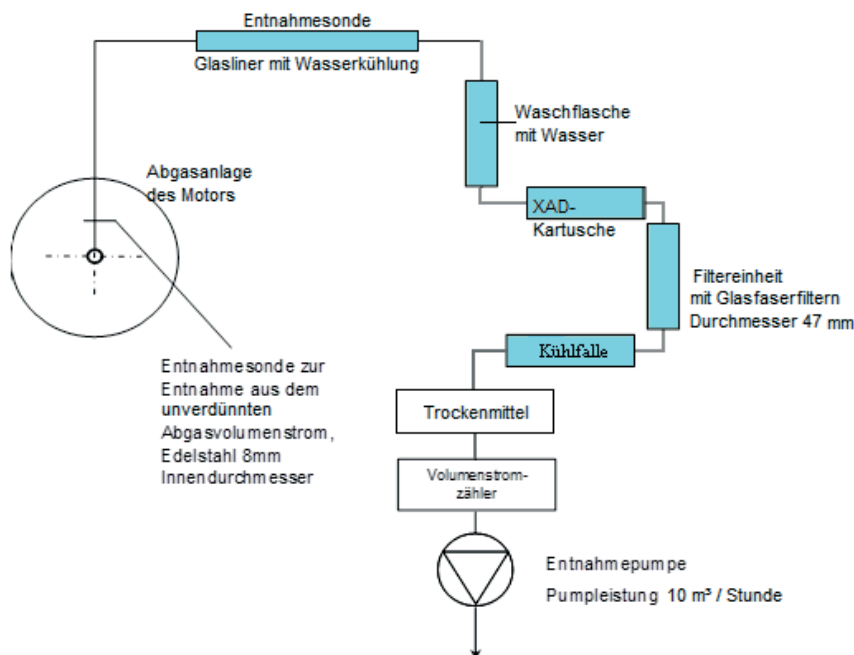 Entnahmesonde
Glasliner mit Wasserkühlung
Waschflasche
mit Wasser
Abgasanlage
des Motors
XAD-
Kartusche
Filtereinheit
mit Glasfaserfiltern
Durchmesser 47 mm
Kühlfalle
Entnahmesonde zur
Entnahme aus dem
unverdünnten
Abgasvolumenstrom,
Edelstahl 8mm
Innendurchmesser
Trockenmittel
Volumenstrom-
zähler
Entnahmepumpe
Pumpleistung 10 m³ / Stunde